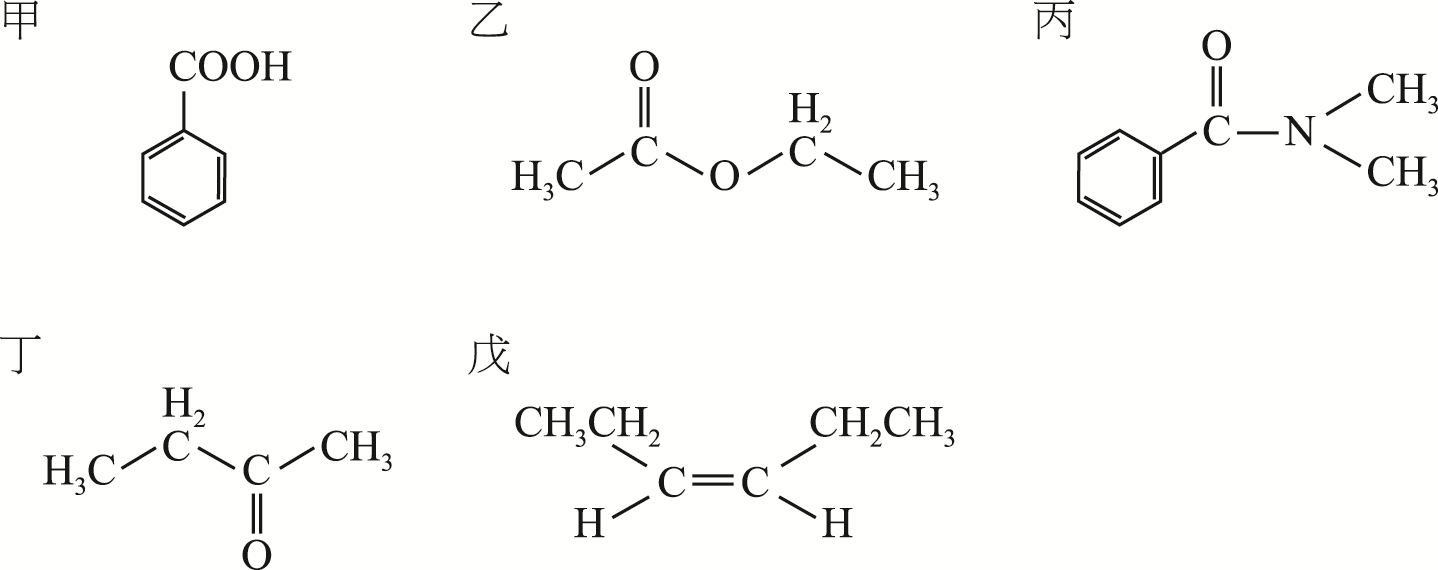 甲
COOH
乙
O
H₂
H₃C
C
O
C
CH₃
丙
O
C
N
CH₃
CH₃
丁
H₂
H₃C
C
C
CH₃
O
戊
CH₃CH₂
CH₂CH₃
C
C
H
H